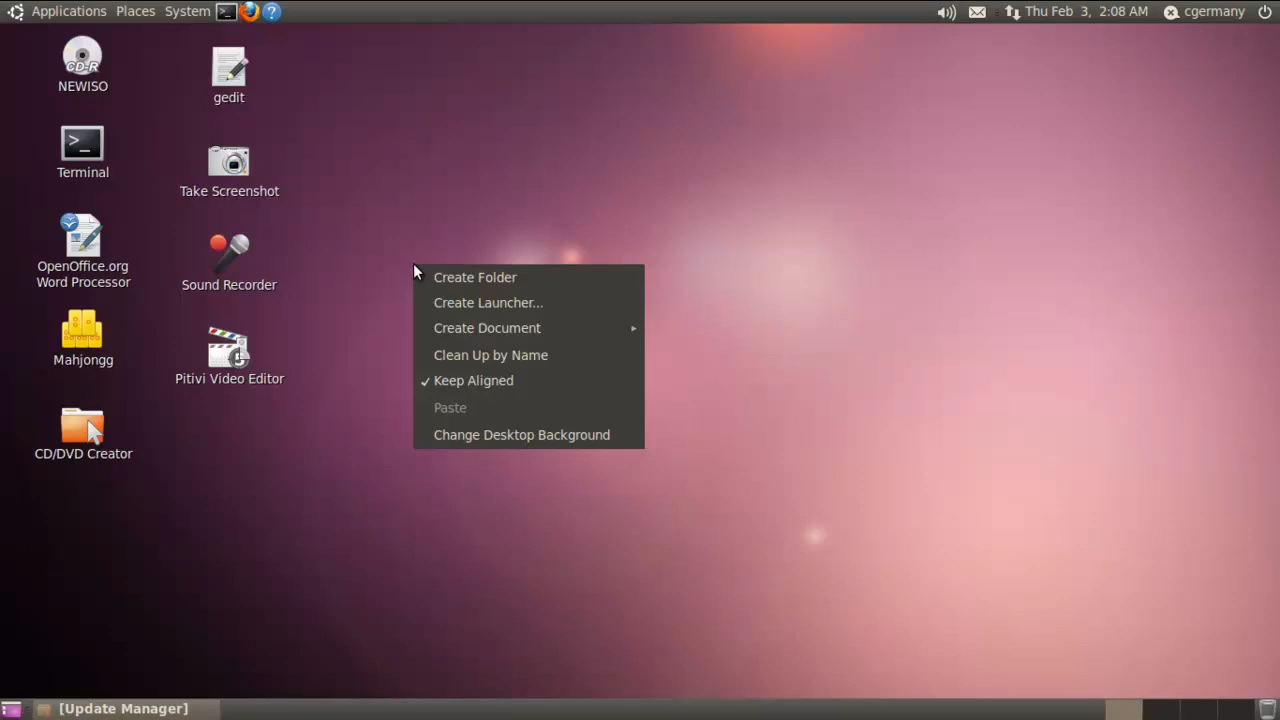 Applications Places System Thu Feb 3, 2:08 AM cgermany
CD-R
NEWISO
gedit
Terminal
Take Screenshot
OpenOffice.org
Word Processor
Sound Recorder
Mahjongg
Pitivi Video Editor
CD/DVD Creator
Create Folder
Create Launcher...
Create Document
Clean Up by Name
Keep Aligned
Paste
Change Desktop Background
[Update Manager]